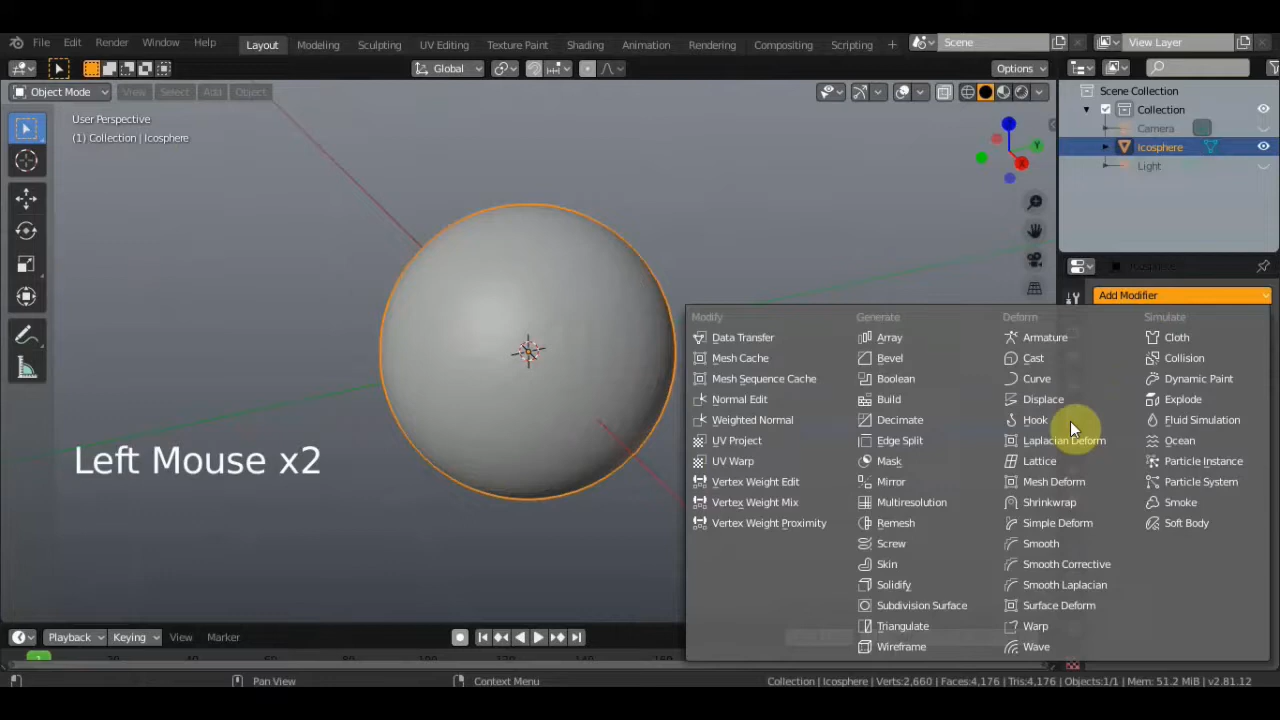 File Edit Render Window Help Layout Modeling Sculpting UV Editing Texture Paint Shading Animation Rendering Compositing Scripting + Scene View Layer
Global Options
Object Mode View Select Add Object
Scene Collection
Collection
Camera
Icosphere
Light
User Perspective
(1) Collection | Icosphere
Icosphere
Add Modifier
Modify Generate Deform Simulate
Data Transfer Array Armature Cloth
Mesh Cache Bevel Cast Collision
Mesh Sequence Cache Boolean Curve Dynamic Paint
Normal Edit Build Displace Explode
Weighted Normal Decimate Hook Fluid Simulation
UV Project Edge Split Laplacian Deform Ocean
UV Warp Mask Lattice Particle Instance
Vertex Weight Edit Mirror Mesh Deform Particle System
Vertex Weight Mix Multiresolution Shrinkwrap Smoke
Vertex Weight Proximity Remesh Simple Deform Soft Body
Screw Smooth
Skin Smooth Corrective
Solidify Smooth Laplacian
Subdivision Surface Surface Deform
Triangulate Warp
Wireframe Wave
Left Mouse x2
Playback Keying View Marker
1
Pan View Context Menu Collection | Icosphere | Verts:2,660 | Faces:4,176 | Tris:4,176 | Objects:1/1 | Mem: 51.2 MiB | v2.81.12